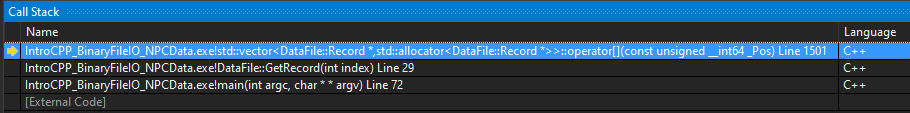 Call Stack
Name Language
IntroCPP_BinaryFileIO_NPCData.exe!std::vector<DataFile::Record *,std::allocator<DataFile::Record *>>::operator[](const unsigned __int64 _Pos) Line 1501 C++
IntroCPP_BinaryFileIO_NPCData.exe!DataFile::GetRecord(int index) Line 29 C++
IntroCPP_BinaryFileIO_NPCData.exe!main(int argc, char * * argv) Line 72 C++
[External Code]